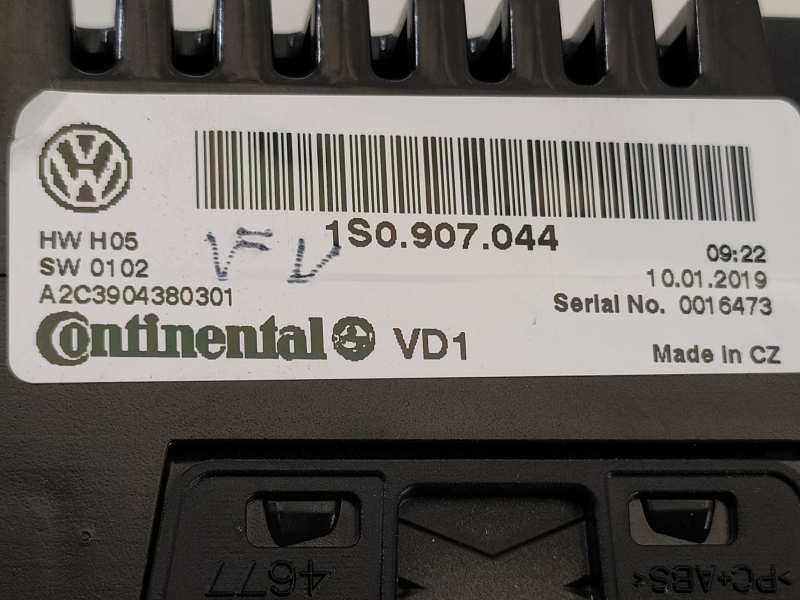 HW H05
SW 0102
A2C3904380301
1S0.907.044
09:22
10.01.2019
Serial No. 0016473
Continental VD1
Made in CZ
4677
>PC+ABS<